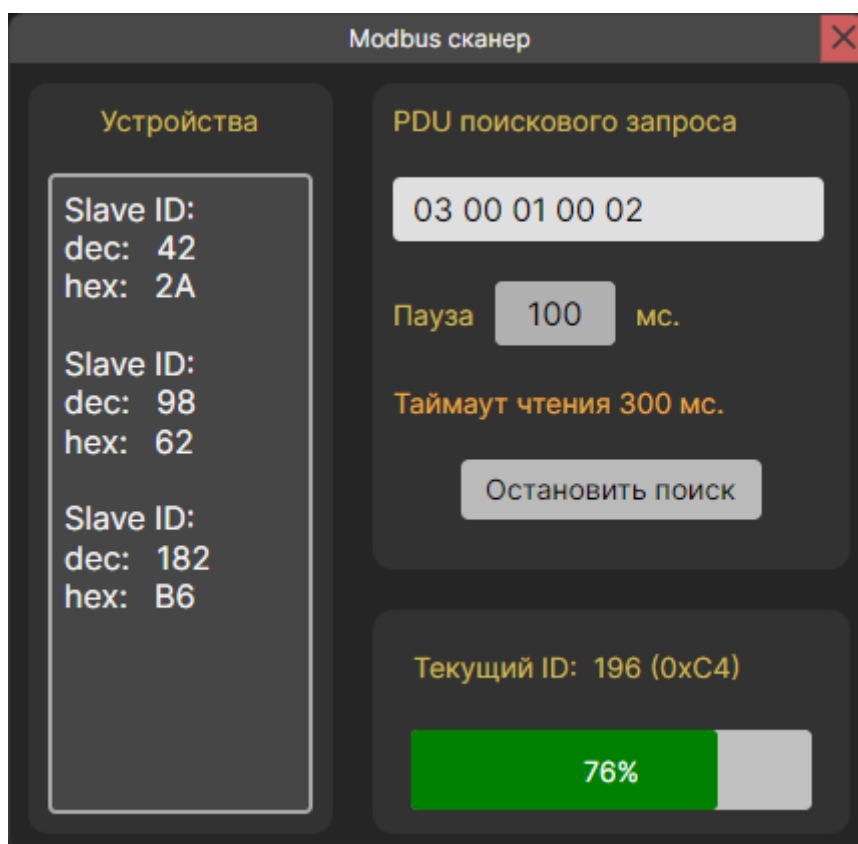 Modbus сканер
Устройства
Slave ID:
dec: 42
hex: 2A
Slave ID:
dec: 98
hex: 62
Slave ID:
dec: 182
hex: B6
PDU поискового запроса
03 00 01 00 02
Пауза 100 мс.
Таймаут чтения 300 мс.
Остановить поиск
Текущий ID: 196 (0xC4)
76%